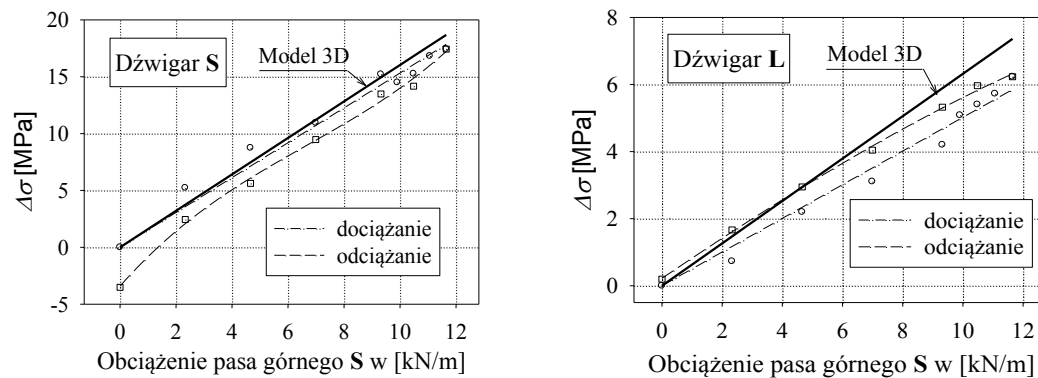 Dźwigar S
Model 3D
Δσ [MPa]
20
15
10
5
0
-5
dociążanie
odciążanie
0 2 4 6 8 10 12
Obciążenie pasa górnego S w [kN/m]
Dźwigar L
Model 3D
Δσ [MPa]
8
6
4
2
0
dociążanie
odciążanie
0 2 4 6 8 10 12
Obciążenie pasa górnego S w [kN/m]